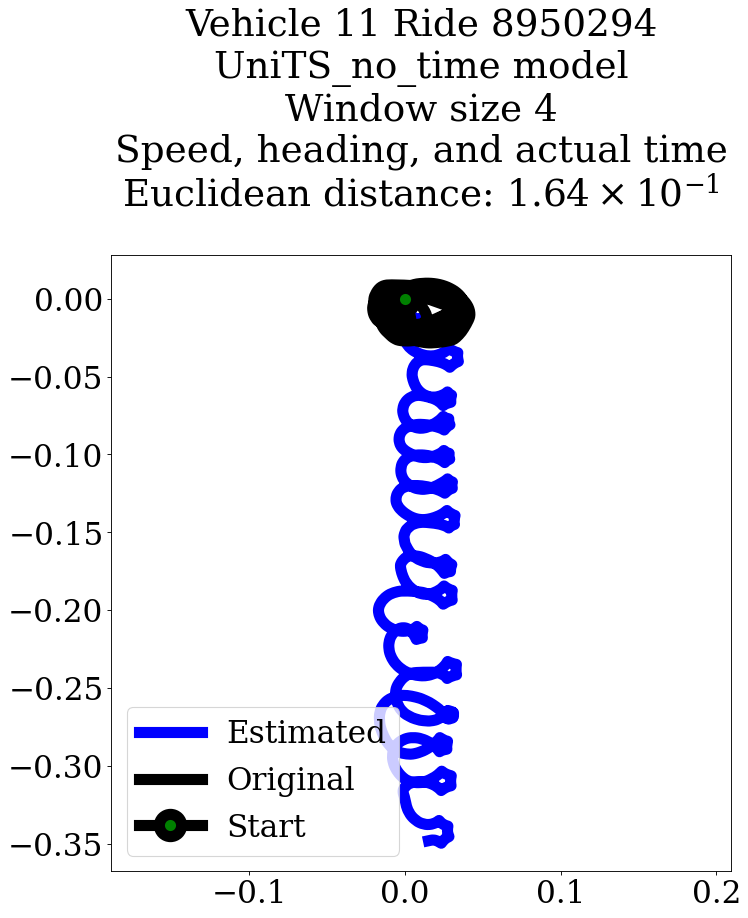 Vehicle 11 Ride 8950294
UniTS_no_time model
Window size 4
Speed, heading, and actual time
Euclidean distance: 1.64 × 10⁻¹
0.00
−0.05
−0.10
−0.15
−0.20
−0.25
−0.30
−0.35
Estimated
Original
Start
−0.1
0.0
0.1
0.2